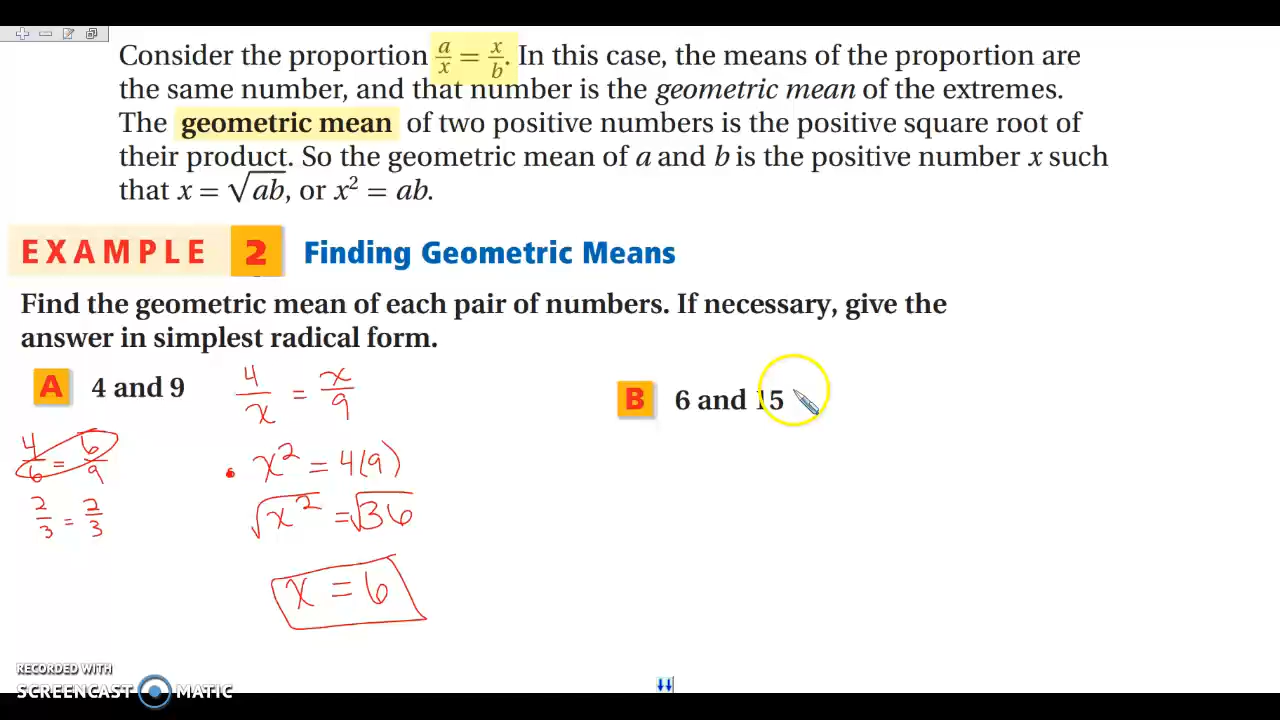 Consider the proportion a/x = x/b. In this case, the means of the proportion are
the same number, and that number is the geometric mean of the extremes.
The geometric mean of two positive numbers is the positive square root of
their product. So the geometric mean of a and b is the positive number x such
that x = √ab, or x² = ab.
EXAMPLE 2 Finding Geometric Means
Find the geometric mean of each pair of numbers. If necessary, give the
answer in simplest radical form.
A 4 and 9
4/x = x/9
B 6 and 15
4/6 = 6/9
x² = 4(9)
2/3 = 2/3
√x² = √36
x = 6
RECORDED WITH
SCREENCAST MATIC